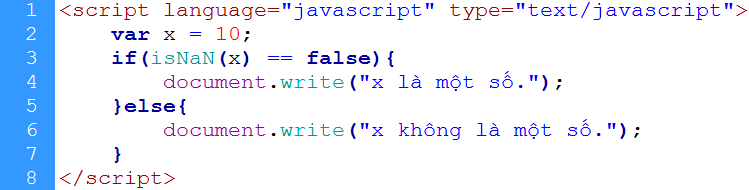 1 <script language="javascript" type="text/javascript">
2 var x = 10;
3 if(isNaN(x) == false){
4 document.write("x là một số.");
5 }else{
6 document.write("x không là một số.");
7 }
8 </script>